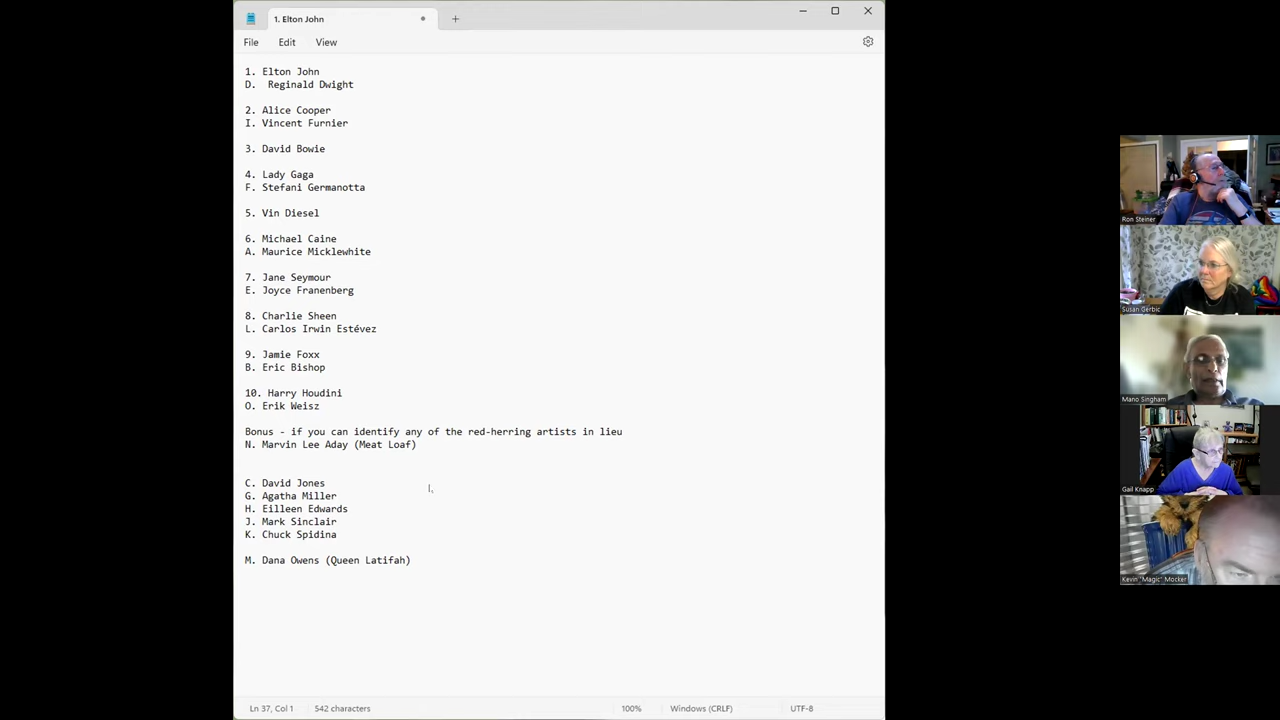 1. Elton John
File Edit View
1. Elton John
D. Reginald Dwight
2. Alice Cooper
I. Vincent Furnier
3. David Bowie
4. Lady Gaga
F. Stefani Germanotta
5. Vin Diesel
6. Michael Caine
A. Maurice Micklewhite
7. Jane Seymour
E. Joyce Franenberg
8. Charlie Sheen
L. Carlos Irwin Estévez
9. Jamie Foxx
B. Eric Bishop
10. Harry Houdini
O. Erik Weisz
Bonus - if you can identify any of the red-herring artists in lieu
N. Marvin Lee Aday (Meat Loaf)
C. David Jones
G. Agatha Miller
H. Eilleen Edwards
J. Mark Sinclair
K. Chuck Spidina
M. Dana Owens (Queen Latifah)
Ln 37, Col 1 542 characters 100% Windows (CRLF) UTF-8
Ron Steiner
Susan Gerbic
Mano Singham
Gail Knapp
Kevin "Magic" Mocker